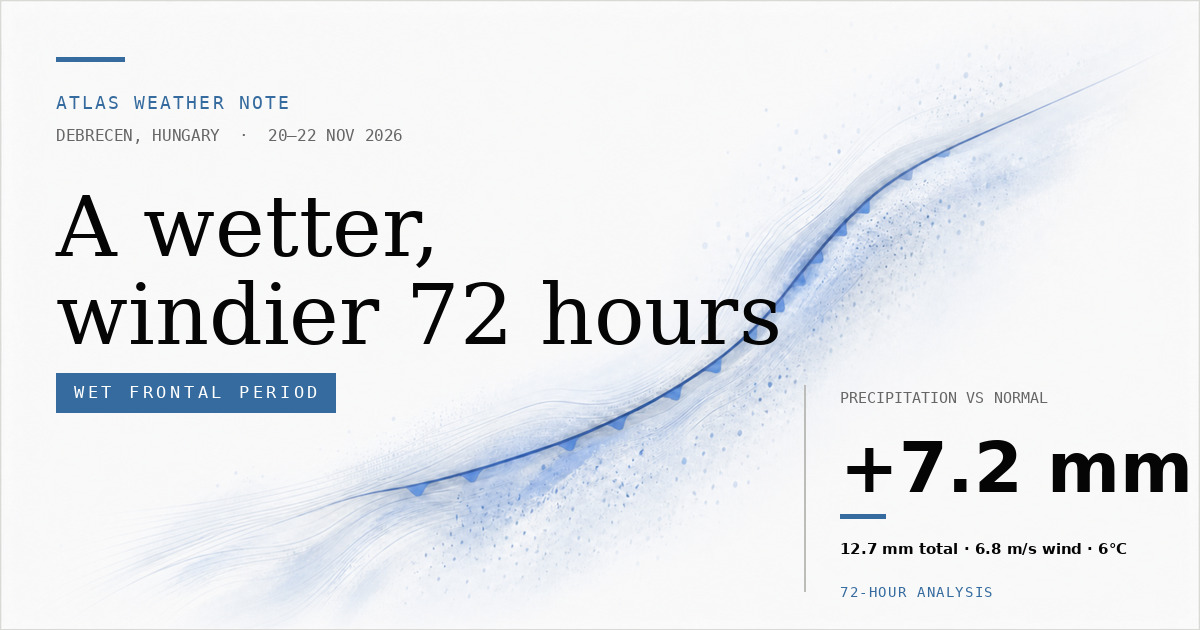 ATLAS WEATHER NOTE
DEBRECEN, HUNGARY · 20–22 NOV 2026
A wetter,
windier 72 hours
WET FRONTAL PERIOD
PRECIPITATION VS NORMAL
+7.2 mm
12.7 mm total · 6.8 m/s wind · 6°C
72-HOUR ANALYSIS